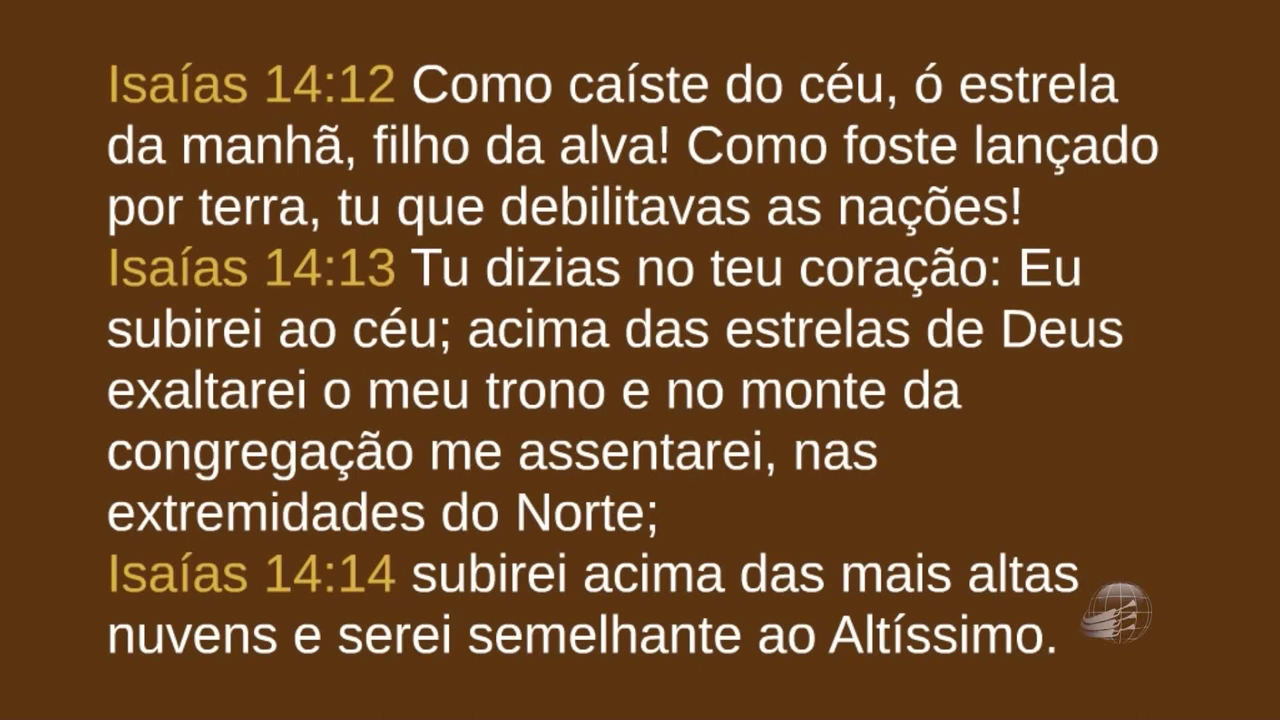 Isaías 14:12 Como caíste do céu, ó estrela
da manhã, filho da alva! Como foste lançado
por terra, tu que debilitavas as nações!
Isaías 14:13 Tu dizias no teu coração: Eu
subirei ao céu; acima das estrelas de Deus
exaltarei o meu trono e no monte da
congregação me assentarei, nas
extremidades do Norte;
Isaías 14:14 subirei acima das mais altas
nuvens e serei semelhante ao Altíssimo.